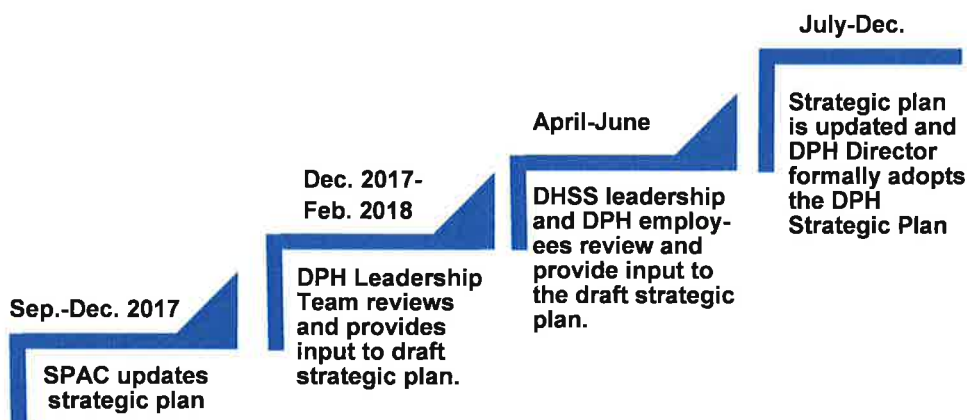 Sep.-Dec. 2017
SPAC updates
strategic plan
Dec. 2017-
Feb. 2018
DPH Leadership
Team reviews
and provides
input to draft
strategic plan.
April-June
DHSS leadership
and DPH employ-
ees review and
provide input to
the draft strategic
plan.
July-Dec.
Strategic plan
is updated and
DPH Director
formally adopts
the DPH
Strategic Plan